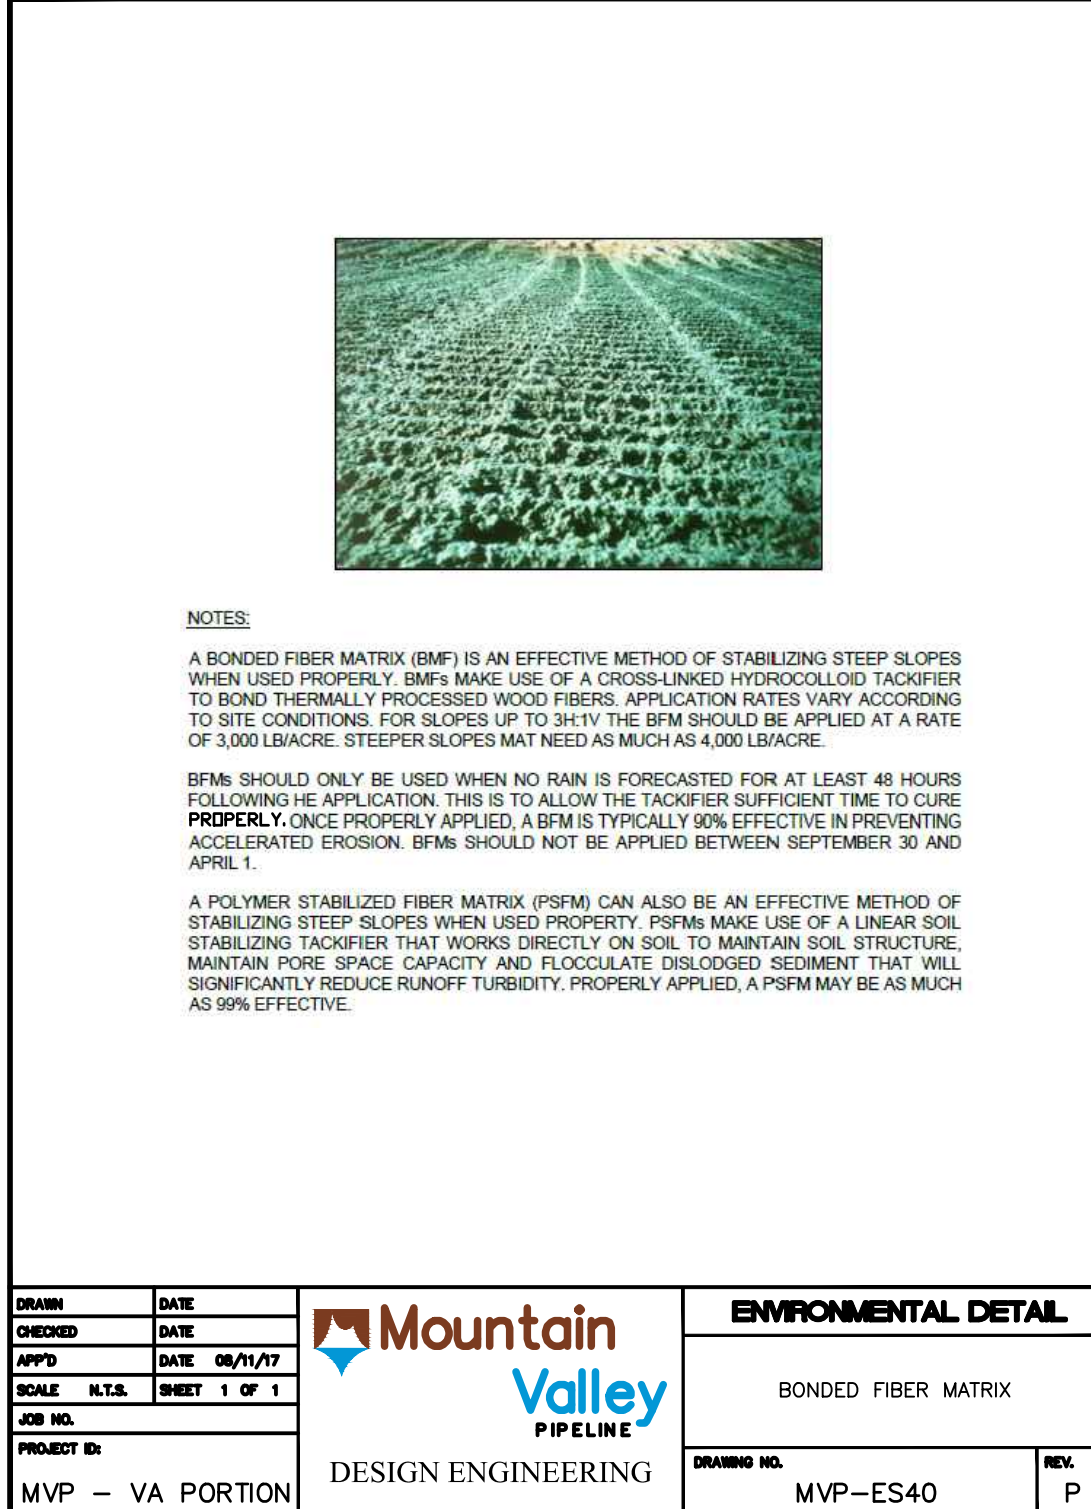 NOTES:
A BONDED FIBER MATRIX (BMF) IS AN EFFECTIVE METHOD OF STABILIZING STEEP SLOPES
WHEN USED PROPERLY. BMFs MAKE USE OF A CROSS-LINKED HYDROCOLLOID TACKIFIER
TO BOND THERMALLY PROCESSED WOOD FIBERS. APPLICATION RATES VARY ACCORDING
TO SITE CONDITIONS. FOR SLOPES UP TO 3H:1V THE BFM SHOULD BE APPLIED AT A RATE
OF 3,000 LB/ACRE. STEEPER SLOPES MAT NEED AS MUCH AS 4,000 LB/ACRE.
BFMs SHOULD ONLY BE USED WHEN NO RAIN IS FORECASTED FOR AT LEAST 48 HOURS
FOLLOWING HE APPLICATION. THIS IS TO ALLOW THE TACKIFIER SUFFICIENT TIME TO CURE
PROPERLY. ONCE PROPERLY APPLIED, A BFM IS TYPICALLY 90% EFFECTIVE IN PREVENTING
ACCELERATED EROSION. BFMs SHOULD NOT BE APPLIED BETWEEN SEPTEMBER 30 AND
APRIL 1.
A POLYMER STABILIZED FIBER MATRIX (PSFM) CAN ALSO BE AN EFFECTIVE METHOD OF
STABILIZING STEEP SLOPES WHEN USED PROPERTY. PSFMs MAKE USE OF A LINEAR SOIL
STABILIZING TACKIFIER THAT WORKS DIRECTLY ON SOIL TO MAINTAIN SOIL STRUCTURE,
MAINTAIN PORE SPACE CAPACITY AND FLOCCULATE DISLODGED SEDIMENT THAT WILL
SIGNIFICANTLY REDUCE RUNOFF TURBIDITY. PROPERLY APPLIED, A PSFM MAY BE AS MUCH
AS 99% EFFECTIVE.
DRAWN DATE
CHECKED DATE
APP'D DATE 08/11/17
SCALE N.T.S. SHEET 1 OF 1
JOB NO.
PROJECT ID:
MVP - VA PORTION
Mountain
Valley
PIPELINE
DESIGN ENGINEERING
ENVIRONMENTAL DETAIL
BONDED FIBER MATRIX
DRAWING NO.
MVP-ES40
REV.
P